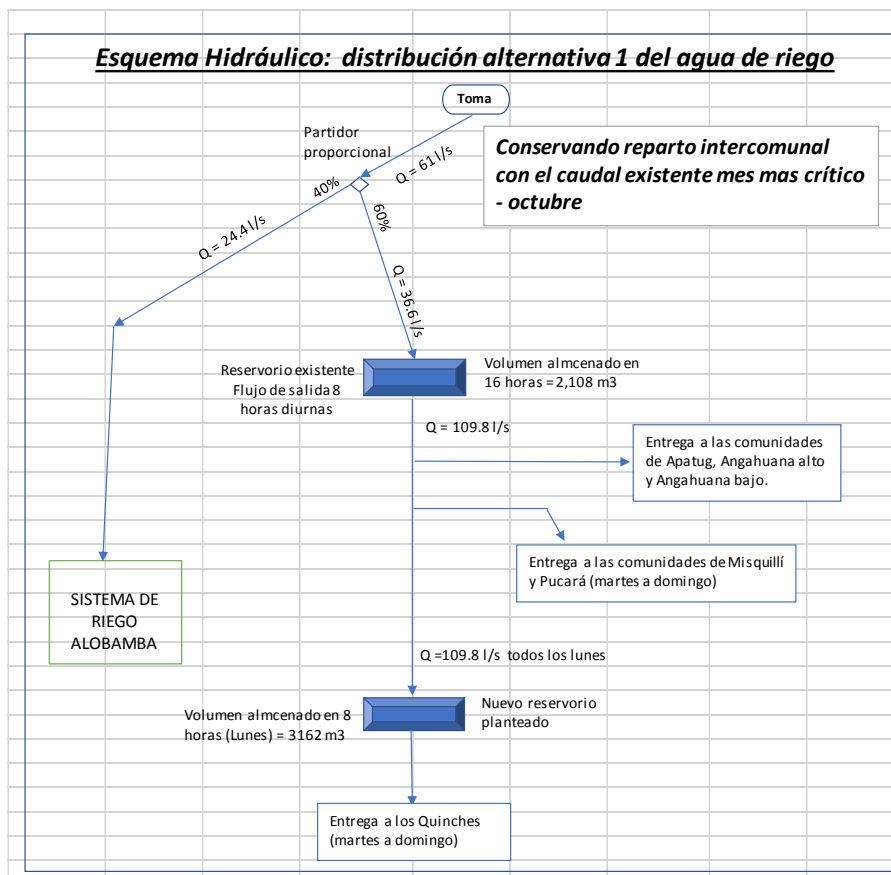 Esquema Hidráulico: distribución alternativa 1 del agua de riego
Toma
Partidor
proporcional
Q = 61 l/s
Conservando reparto intercomunal
con el caudal existente mes mas crítico
- octubre
40%
60%
Q = 24.4 l/s
Q = 36.6 l/s
Reservorio existente
Flujo de salida 8
horas diurnas
Volumen almcenado en
16 horas = 2,108 m3
Q = 109.8 l/s
Entrega a las comunidades
de Apatug, Angahuana alto
y Angahuana bajo.
Entrega a las comunidades de Misquillí
y Pucará (martes a domingo)
SISTEMA DE
RIEGO
ALOBAMBA
Q =109.8 l/s todos los lunes
Volumen almcenado en 8
horas (Lunes) = 3162 m3
Nuevo reservorio
planteado
Entrega a los Quinches
(martes a domingo)